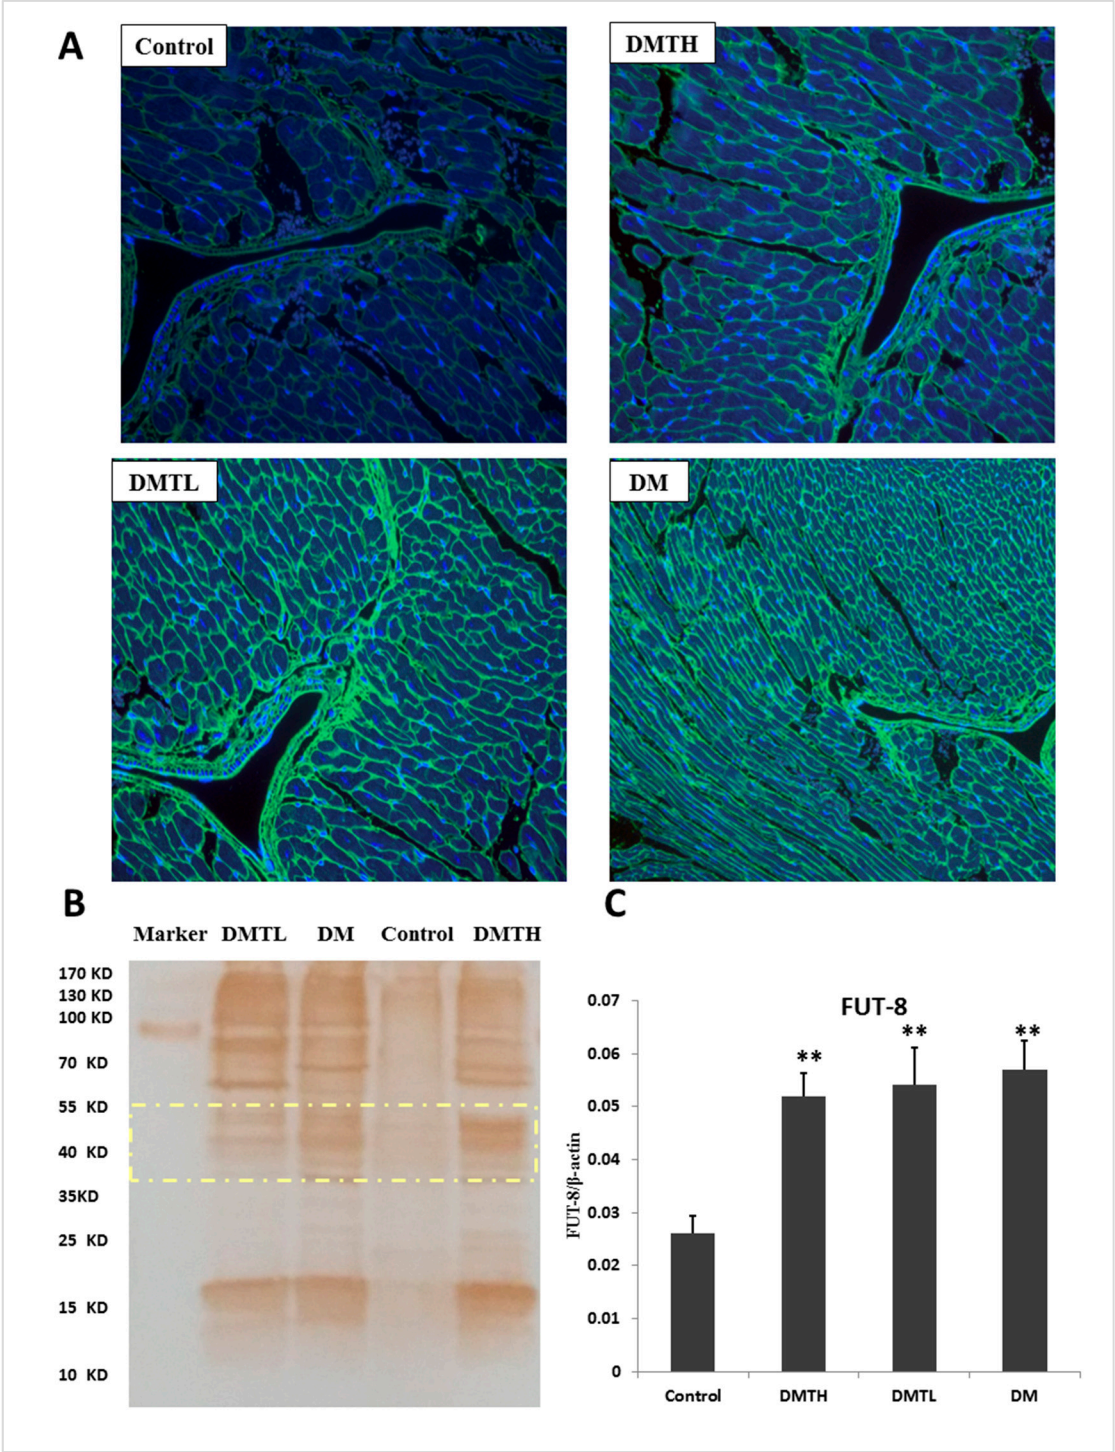 A
Control
DMTH
DMTL
DM
B
Marker DMTL DM Control DMTH
170 KD
130 KD
100 KD
70 KD
55 KD
40 KD
35KD
25 KD
15 KD
10 KD
C
FUT-8
FUT-8/β-actin
0.07
0.06
0.05
0.04
0.03
0.02
0.01
0
**
**
**
Control DMTH DMTL DM